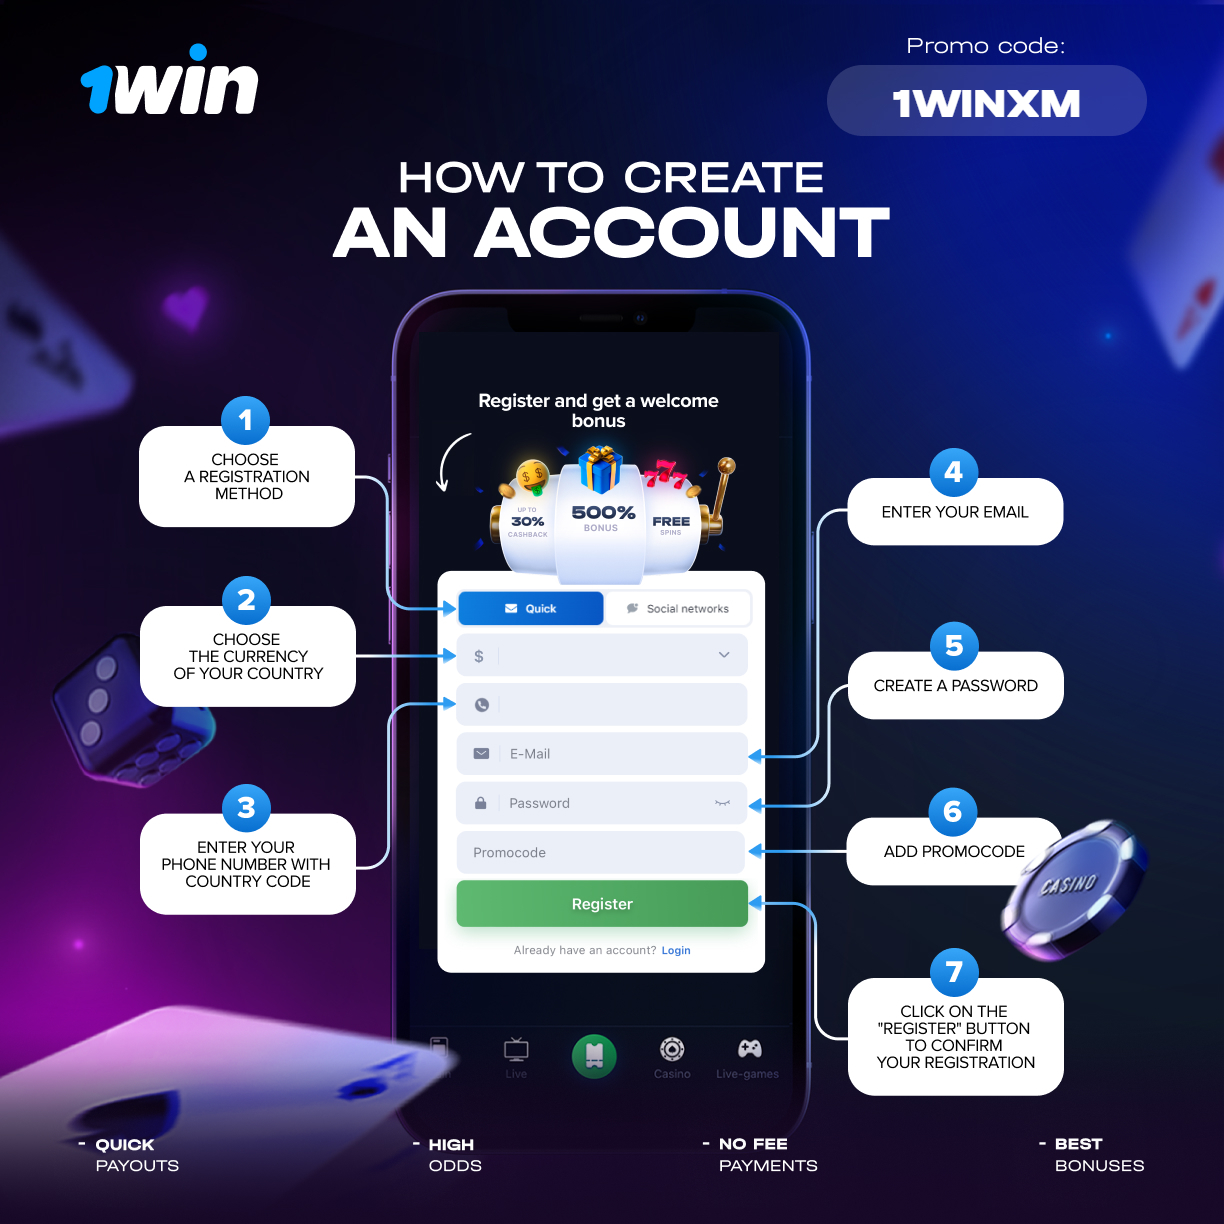 1win
Promo code:
1WINXM
HOW TO CREATE
AN ACCOUNT
Register and get a welcome
bonus
UP TO
30%
CASHBACK
500%
BONUS
FREE
SPINS
1
CHOOSE
A REGISTRATION
METHOD
2
CHOOSE
THE CURRENCY
OF YOUR COUNTRY
3
ENTER YOUR
PHONE NUMBER WITH
COUNTRY CODE
Quick
Social networks
$
E-Mail
Password
Promocode
Register
Already have an account? Login
4
ENTER YOUR EMAIL
5
CREATE A PASSWORD
6
ADD PROMOCODE
CASINO
7
CLICK ON THE
"REGISTER" BUTTON
TO CONFIRM
YOUR REGISTRATION
Live
Casino
Live-games
- QUICK
PAYOUTS
- HIGH
ODDS
- NO FEE
PAYMENTS
- BEST
BONUSES